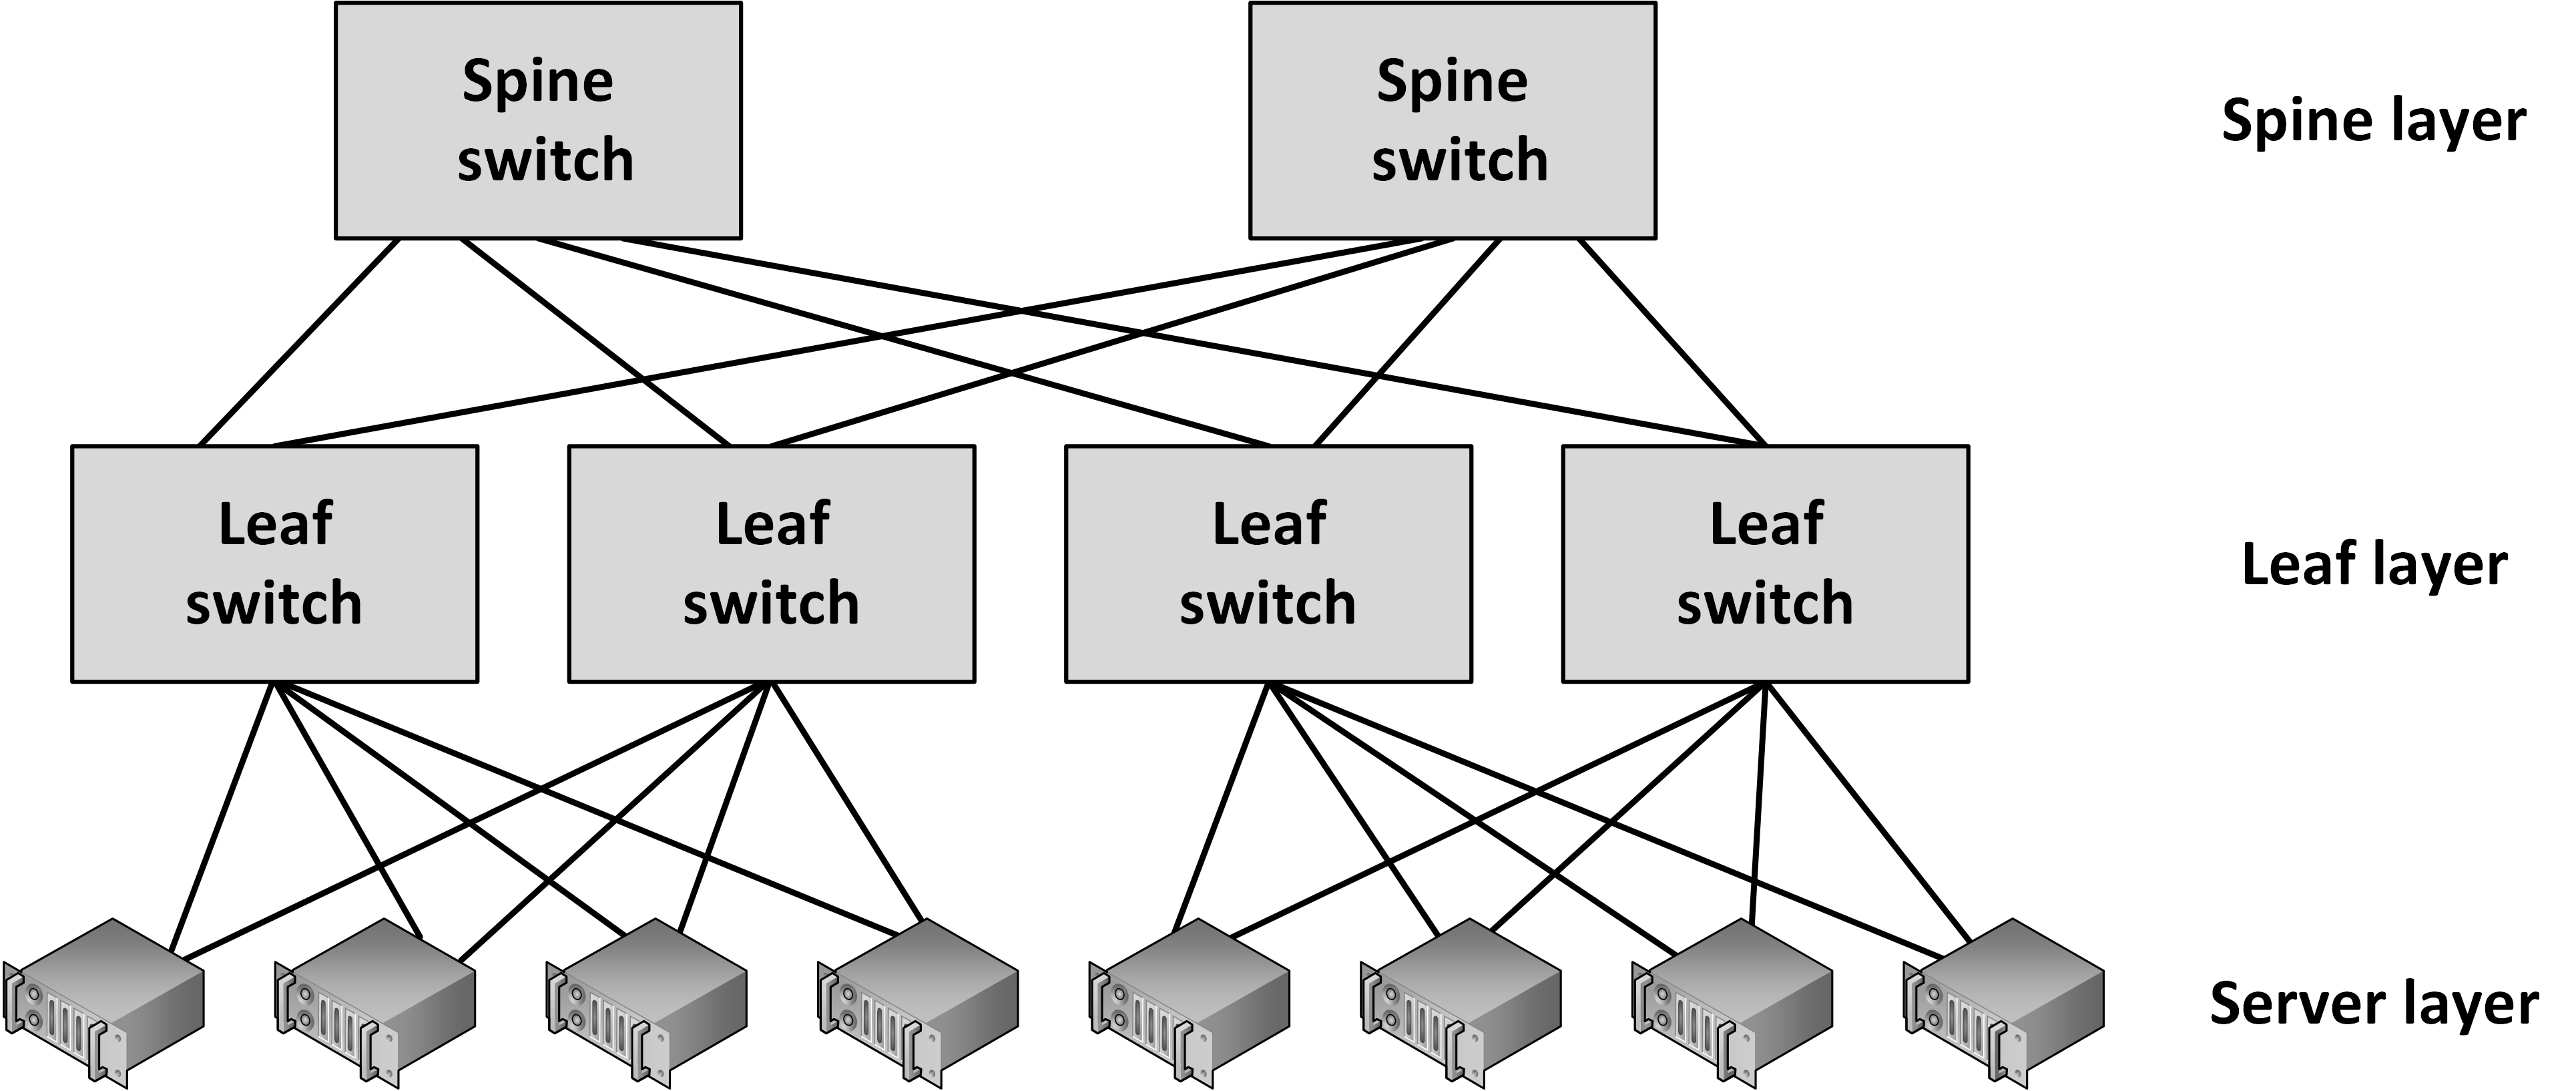 Spine
switch
Spine
switch
Spine layer
Leaf
switch
Leaf
switch
Leaf
switch
Leaf
switch
Leaf layer
Server layer